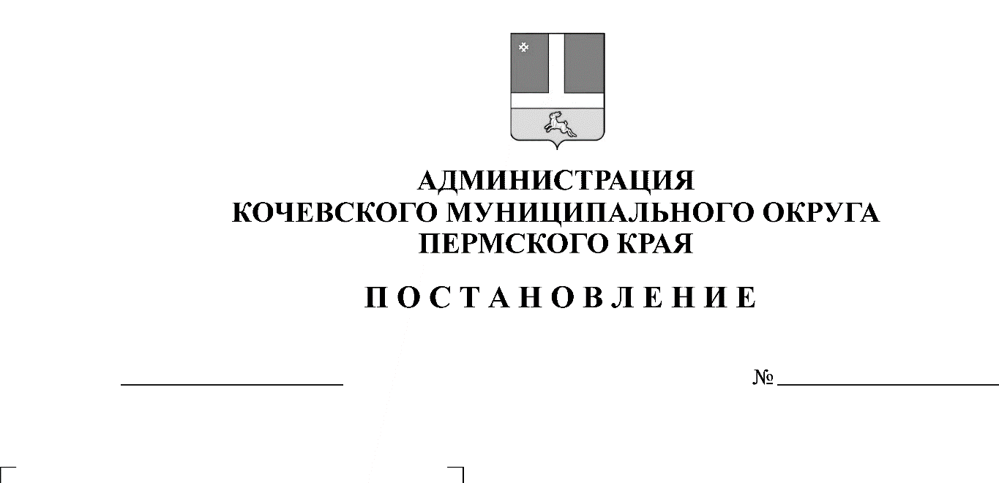 АДМИНИСТРАЦИЯ
КОЧЕВСКОГО МУНИЦИПАЛЬНОГО ОКРУГА
ПЕРМСКОГО КРАЯ
П О С Т А Н О В Л Е Н И Е
№